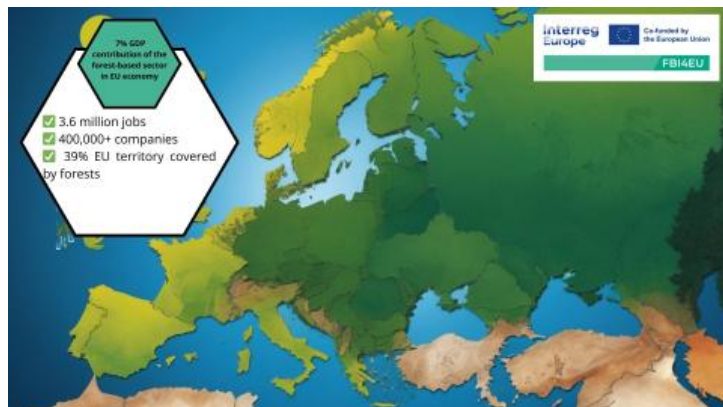 7% GDP
contribution of the
forest-based sector
in EU economy
✅ 3.6 million jobs
✅ 400,000+ companies
✅ 39% EU territory covered
by forests
Interreg
Europe
Co-funded by
the European Union
FBI4EU